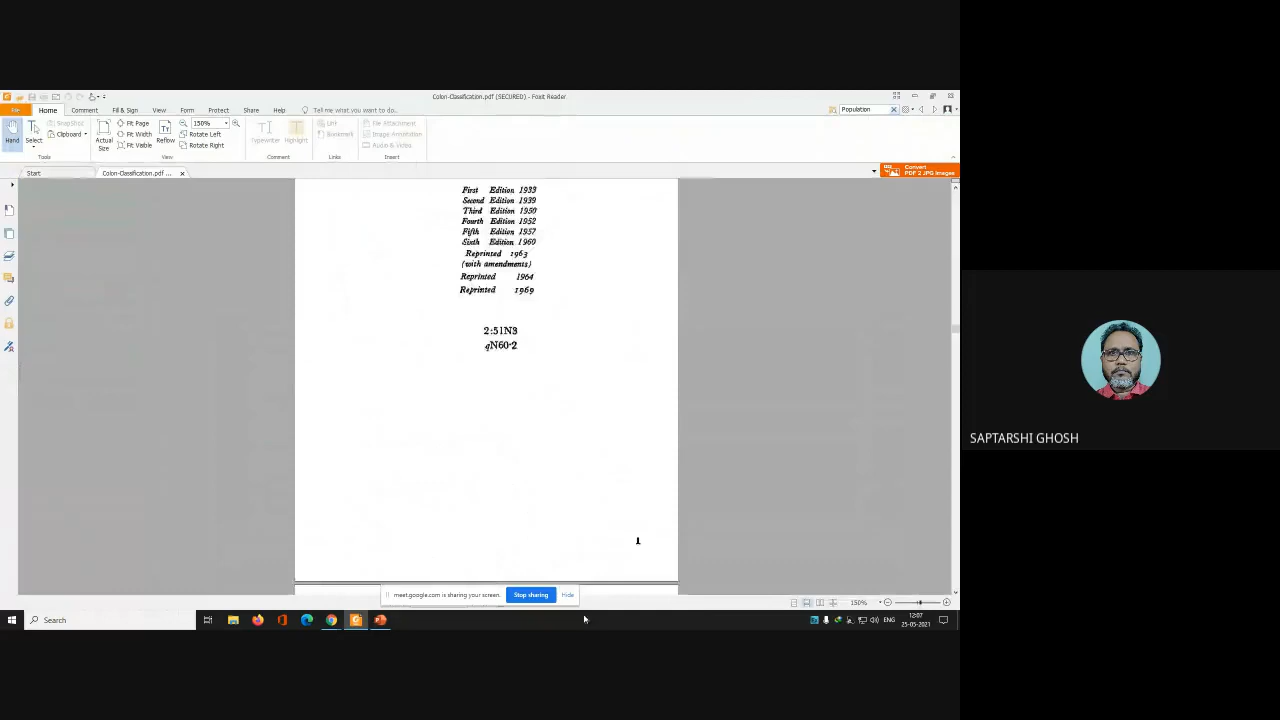 Colon-Classification.pdf (SECURED) - Foxit Reader
Home Comment Fill & Sign View Form Protect Share Help Tell me what you want to do..
Population
Hand
Select
SnapShot
Clipboard
Actual Size
Fit Page
Fit Width
Fit Visible
Reflow
150%
Rotate Left
Rotate Right
Typewriter
Highlight
Link
Bookmark
File Attachment
Image Annotation
Audio & Video
Tools View Comment Links Insert
Start Colon-Classification.pdf ...
Convert
PDF 2 JPG Images
First Edition 1933
Second Edition 1939
Third Edition 1950
Fourth Edition 1952
Fifth Edition 1957
Sixth Edition 1960
Reprinted 1963
(with amendments)
Reprinted 1964
Reprinted 1969
2:51N3
qN60-2
1
SAPTARSHI GHOSH
meet.google.com is sharing your screen. Stop sharing Hide
150%
Search
ENG
12:07
25-05-2021